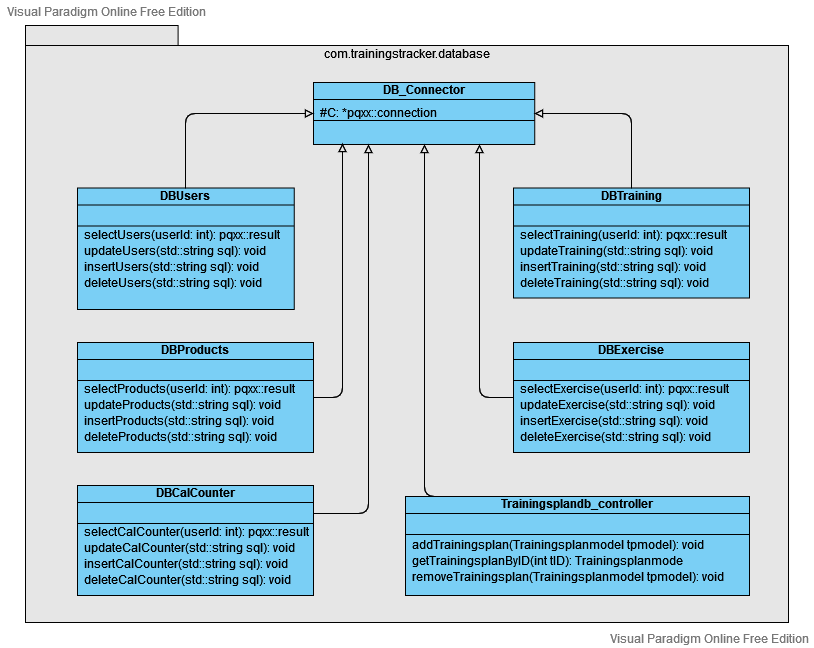 Visual Paradigm Online Free Edition
com.trainingstracker.database
DB_Connector
#C: *pqxx::connection
DBUsers
selectUsers(userId: int): pqxx::result
updateUsers(std::string sql): void
insertUsers(std::string sql): void
deleteUsers(std::string sql): void
DBTraining
selectTraining(userId: int): pqxx::result
updateTraining(std::string sql): void
insertTraining(std::string sql): void
deleteTraining(std::string sql): void
DBProducts
selectProducts(userId: int): pqxx::result
updateProducts(std::string sql): void
insertProducts(std::string sql): void
deleteProducts(std::string sql): void
DBExercise
selectExercise(userId: int): pqxx::result
updateExercise(std::string sql): void
insertExercise(std::string sql): void
deleteExercise(std::string sql): void
DBCalCounter
selectCalCounter(userId: int): pqxx::result
updateCalCounter(std::string sql): void
insertCalCounter(std::string sql): void
deleteCalCounter(std::string sql): void
Trainingsplandb_controller
addTrainingsplan(Trainingsplanmodel tpmodel): void
getTrainingsplanByID(int tID): Trainingsplanmode
removeTrainingsplan(Trainingsplanmodel tpmodel): void
Visual Paradigm Online Free Edition